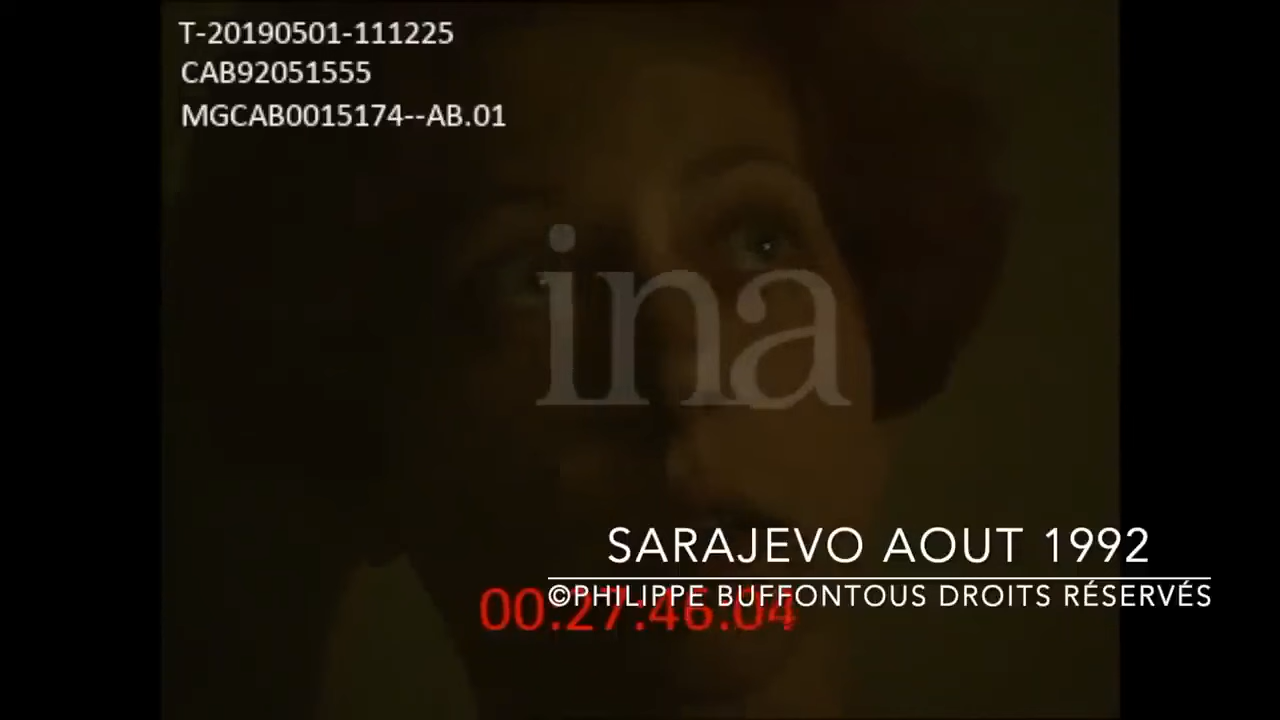 T-20190501-111225
CAB92051555
MGCAB0015174--AB.01
ina
SARAJEVO AOUT 1992
©PHILIPPE BUFFONTOUS DROITS RÉSERVÉS
00:27:46.04